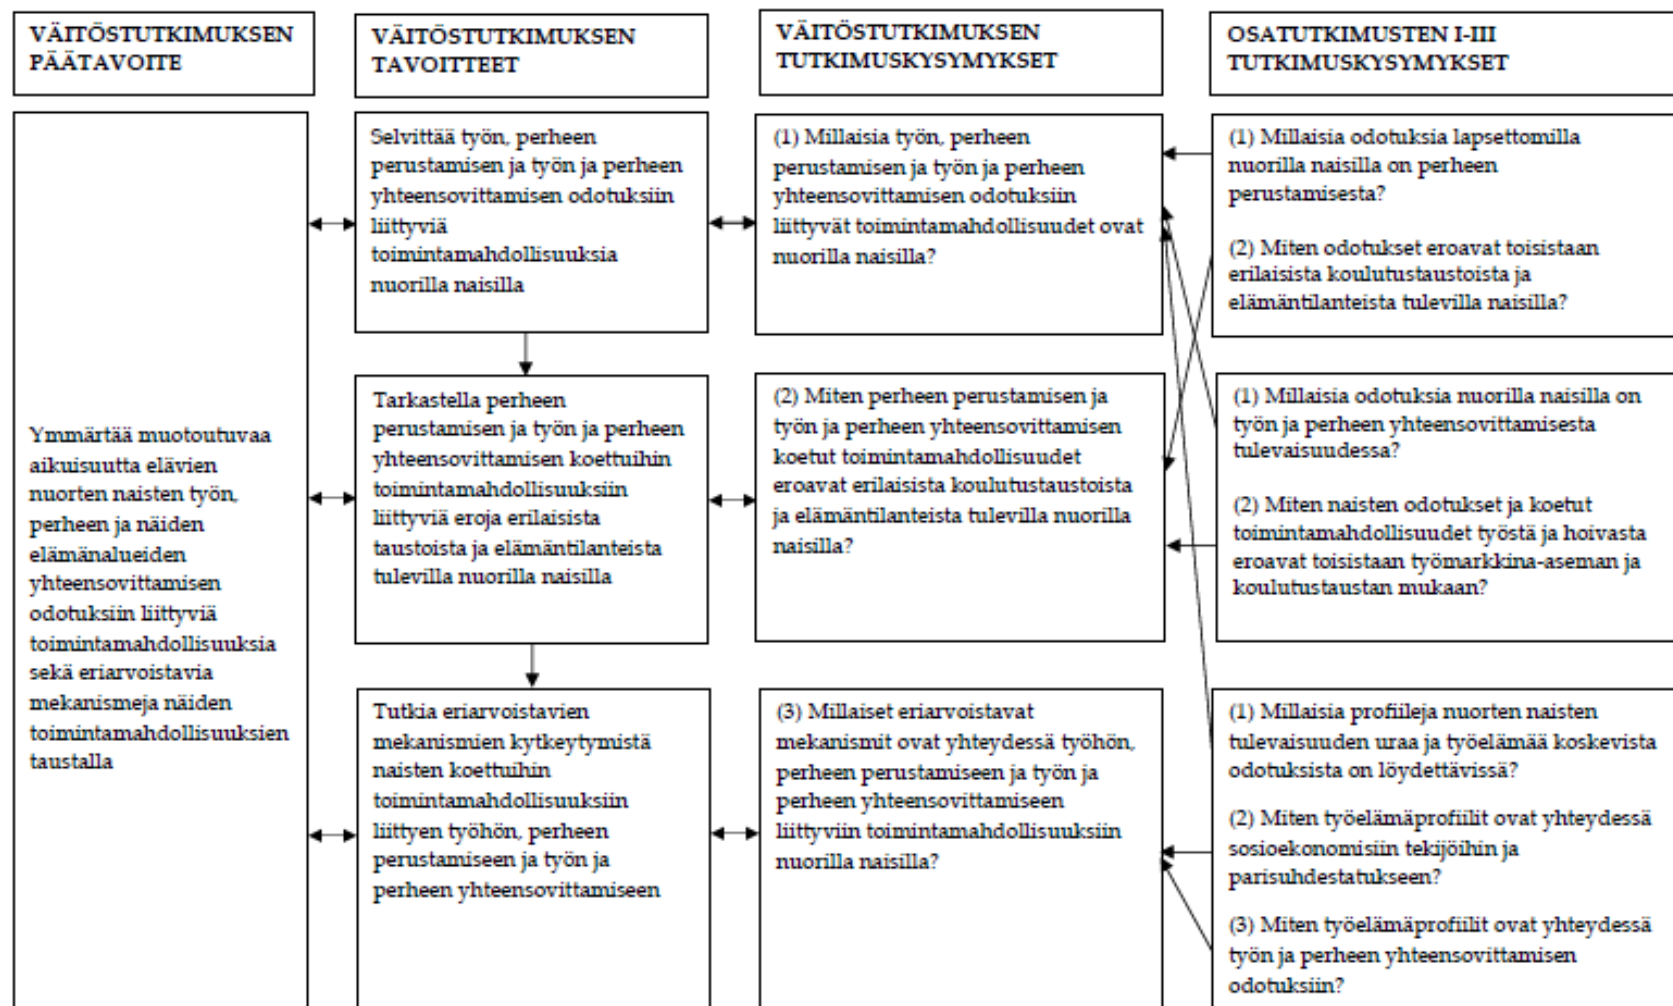 VÄITÖSTUTKIMUKSEN
PÄÄTAVOITE
VÄITÖSTUTKIMUKSEN
TAVOITTEET
VÄITÖSTUTKIMUKSEN
TUTKIMUSKYSYMYKSET
OSATUTKIMUSTEN I-III
TUTKIMUSKYSYMYKSET
Ymmärtää muotoutuvaa
aikuisuutta elävien
nuorten naisten työn,
perheen ja näiden
elämänalueiden
yhteensovittamisen
odotuksiin liittyviä
toimintamahdollisuuksia
sekä eriarvoistavia
mekanismeja näiden
toimintamahdollisuuksien
taustalla
Selvittää työn, perheen
perustamisen ja työn ja perheen
yhteensovittamisen odotuksiin
liittyviä
toimintamahdollisuuksia
nuorilla naisilla
Tarkastella perheen
perustamisen ja työn ja perheen
yhteensovittamisen koettuihin
toimintamahdollisuuksiin
liittyviä eroja erilaisista
taustoista ja elämäntilanteista
tulevilla nuorilla naisilla
Tutkia eriarvoistavien
mekanismien kytkeytymistä
naisten koettuihin
toimintamahdollisuuksiin
liittyen työhön, perheen
perustamiseen ja työn ja
perheen yhteensovittamiseen
(1) Millaisia työn, perheen
perustamisen ja työn ja perheen
yhteensovittamisen odotuksiin
liittyvät toimintamahdollisuudet ovat
nuorilla naisilla?
(2) Miten perheen perustamisen ja
työn ja perheen yhteensovittamisen
koetut toimintamahdollisuudet
eroavat erilaisista koulutustaustoista
ja elämäntilanteista tulevilla nuorilla
naisilla?
(3) Millaiset eriarvoistavat
mekanismit ovat yhteydessä työhön,
perheen perustamiseen ja työn ja
perheen yhteensovittamiseen
liittyviin toimintamahdollisuuksiin
nuorilla naisilla?
(1) Millaisia odotuksia lapsettomilla
nuorilla naisilla on perheen
perustamisesta?
(2) Miten odotukset eroavat toisistaan
erilaisista koulutustaustoista ja
elämäntilanteista tulevilla naisilla?
(1) Millaisia odotuksia nuorilla naisilla on
työn ja perheen yhteensovittamisesta
tulevaisuudessa?
(2) Miten naisten odotukset ja koetut
toimintamahdollisuudet työstä ja hoivasta
eroavat toisistaan työmarkkina-aseman ja
koulutustaustan mukaan?
(1) Millaisia profiileja nuorten naisten
tulevaisuuden uraa ja työelämää koskevista
odotuksista on löydettävissä?
(2) Miten työelämäprofiilit ovat yhteydessä
sosioekonomisiin tekijöihin ja
parisuhdestatukseen?
(3) Miten työelämäprofiilit ovat yhteydessä
työn ja perheen yhteensovittamisen
odotuksiin?